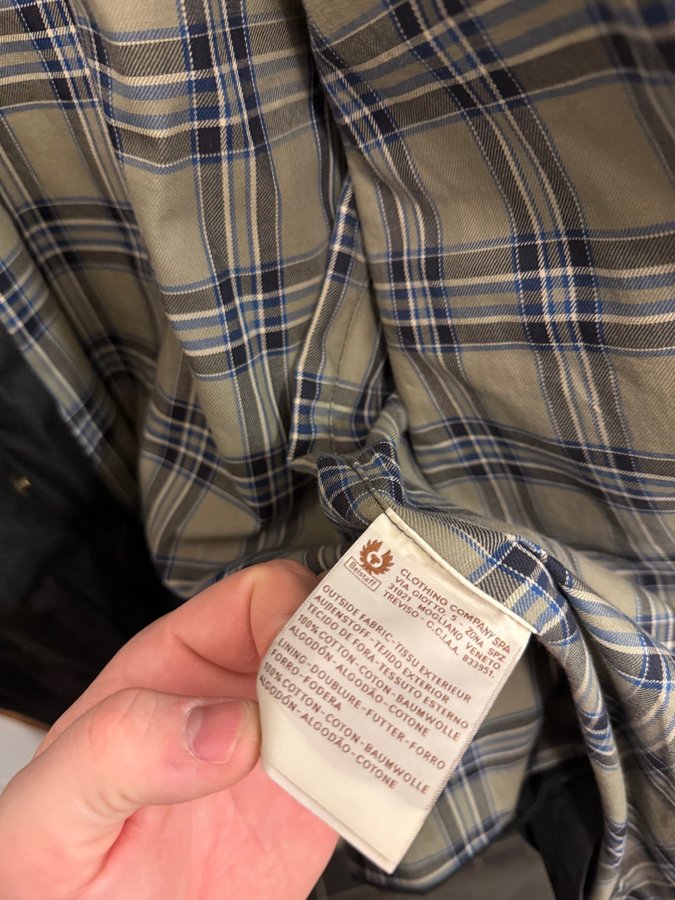 Belstaff
CLOTHING COMPANY SPA
VIA GIOTTO, 5 - ZONA SPZ
31021 MOGLIANO VENETO
TREVISO - C.C.I.A.A. 833951.
OUTSIDE FABRIC-TISSU EXTERIEUR
AUßENSTOFF-TEJIDO EXTERIOR
TECIDO DE FORA-TESSUTO ESTERNO
100% COTTON-COTON-BAUMWOLLE
ALGODÓN-ALGODÃO-COTONE
LINING-DOUBLURE-FUTTER-FORRO
FORRO-FODERA
100% COTTON-COTON-BAUMWOLLE
ALGODÓN-ALGODÃO-COTONE